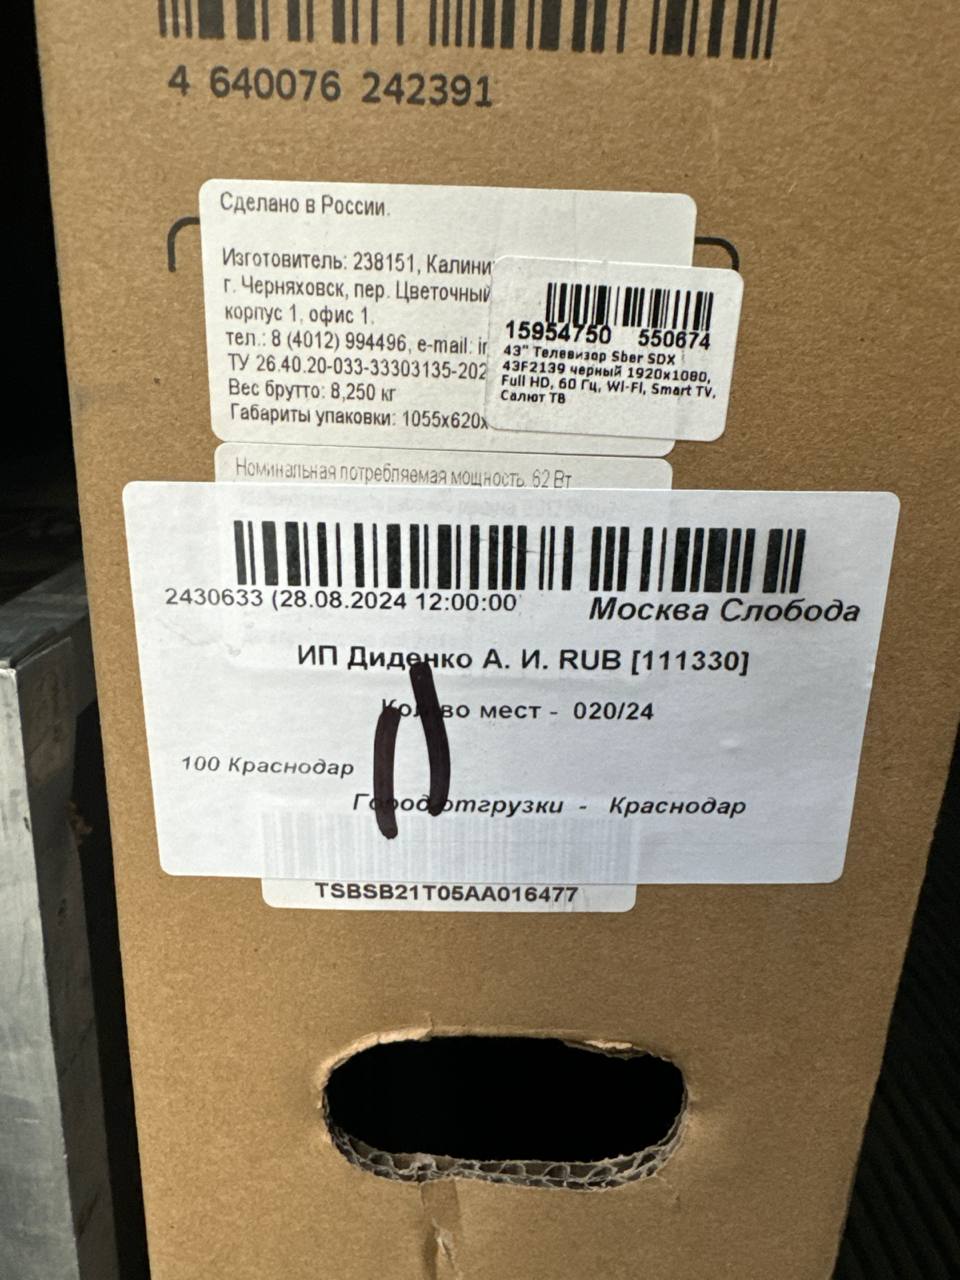 4 640076 242391
Сделано в России.
Изготовитель: 238151, Калини
г. Черняховск, пер. Цветочный
корпус 1, офис 1.
тел.: 8 (4012) 994496, e-mail:
ТУ 26.40.20-033-33303135-202
Вес брутто: 8,250 кг
Габариты упаковки: 1055x620x
15954750 550674
43" Телевизор Sber SDX
43F2139 черный 1920x1080,
Full HD, 60 Гц, Wi-Fi, Smart TV,
Салют ТВ
Номинальная потребляемая мощность 62 Вт
2430633 (28.08.2024 12:00:00
Москва Слобода
ИП Диденко А. И. RUB [111330]
Кол-во мест - 020/24
100 Краснодар
Город отгрузки - Краснодар
TSBSB21T05AA016477